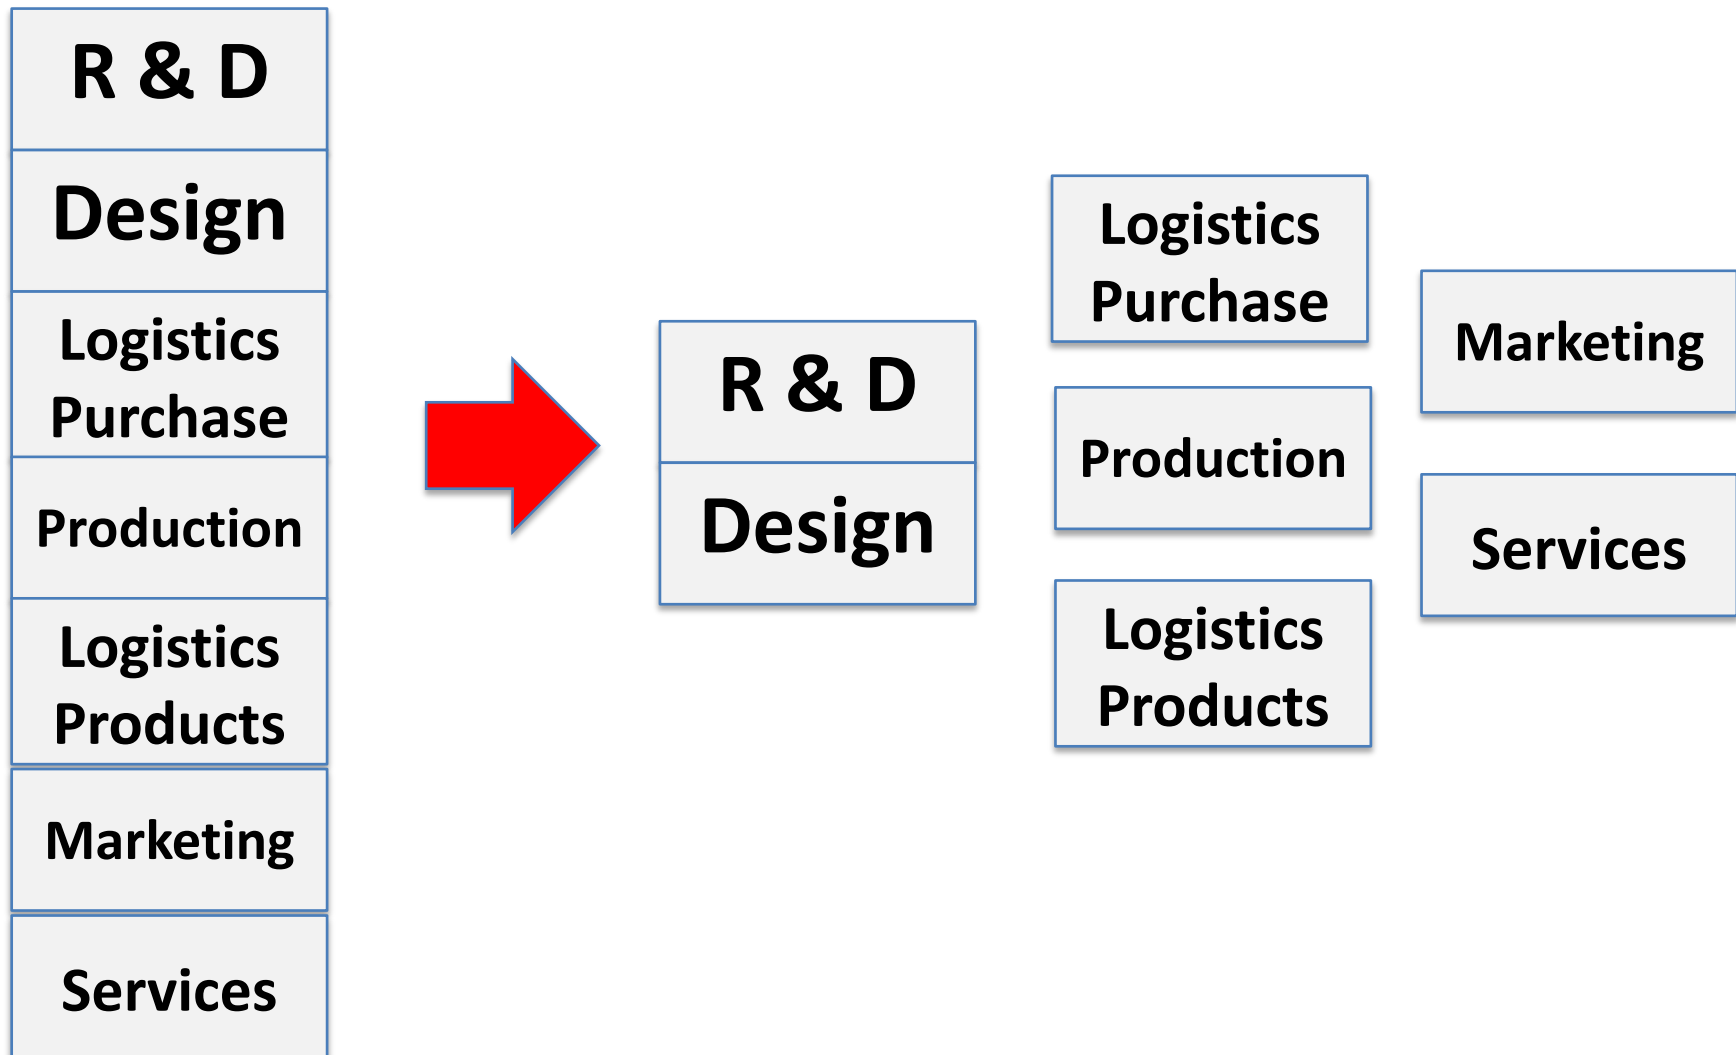 R & D
Design
Logistics
Purchase
Production
Logistics
Products
Marketing
Services
R & D
Design
Logistics
Purchase
Production
Logistics
Products
Marketing
Services